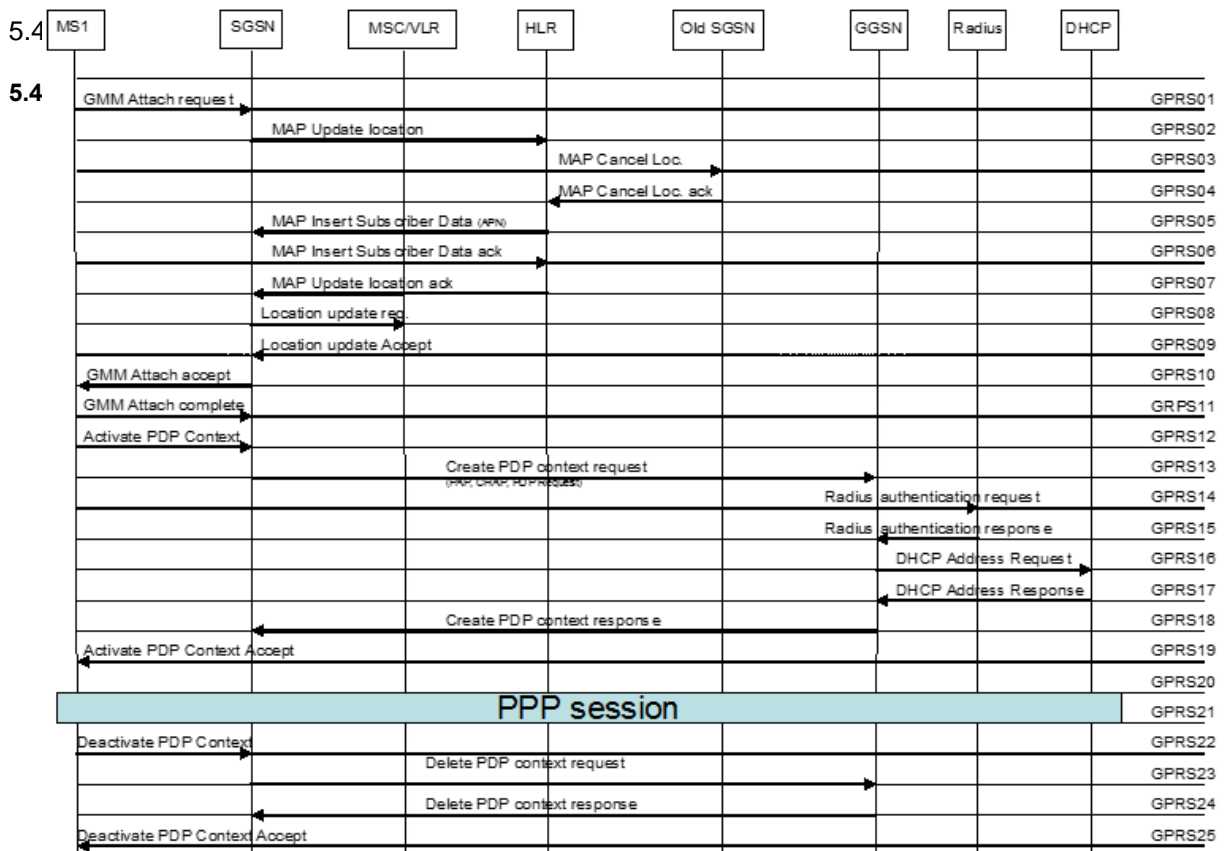 5.4
MS1 SGSN MSC/VLR HLR Old SGSN GGSN Radius DHCP
5.4
GMM Attach request GPRS01
MAP Update location GPRS02
MAP Cancel Loc. GPRS03
MAP Cancel Loc. ack GPRS04
MAP Insert Subscriber Data (APN) GPRS05
MAP Insert Subscriber Data ack GPRS06
MAP Update location ack GPRS07
Location update req. GPRS08
Location update Accept GPRS09
GMM Attach accept GPRS10
GMM Attach complete GRPS11
Activate PDP Context GPRS12
Create PDP context request GPRS13
(PAP, CHAP, PDP Request)
Radius authentication request GPRS14
Radius authentication response GPRS15
DHCP Address Request GPRS16
DHCP Address Response GPRS17
Create PDP context response GPRS18
Activate PDP Context Accept GPRS19
GPRS20
PPP session GPRS21
Deactivate PDP Context GPRS22
Delete PDP context request GPRS23
Delete PDP context response GPRS24
Deactivate PDP Context Accept GPRS25